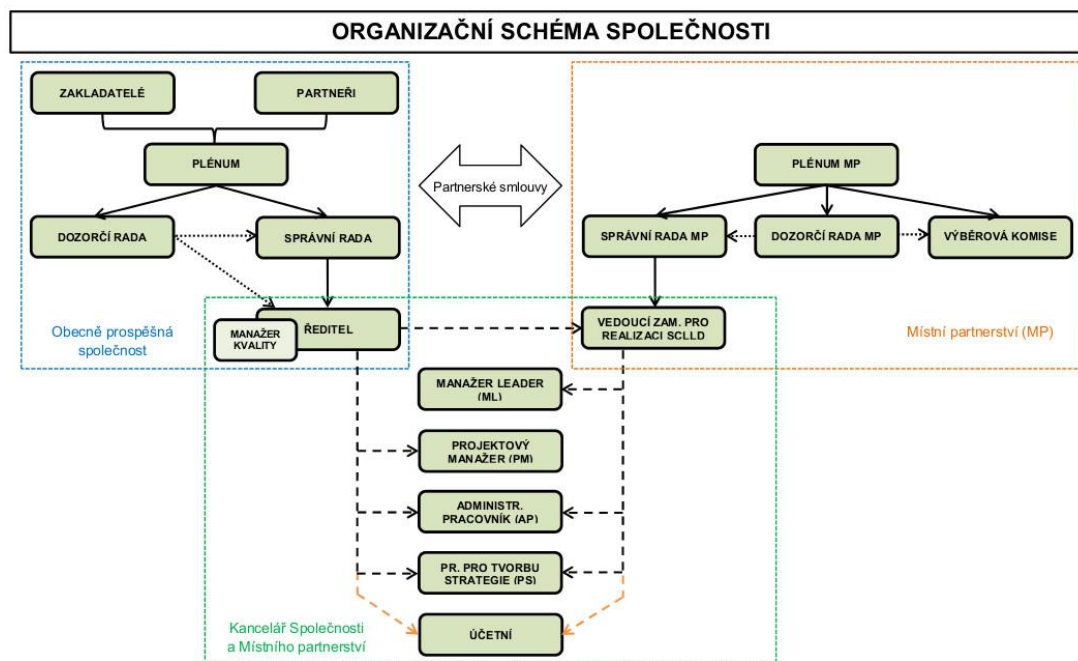 ORGANIZAČNÍ SCHÉMA SPOLEČNOSTI
ZAKLADATELÉ
PARTNEŘI
PLÉNUM
DOZORČÍ RADA
SPRÁVNÍ RADA
Partnerské smlouvy
PLÉNUM MP
SPRÁVNÍ RADA MP
DOZORČÍ RADA MP
VÝBĚROVÁ KOMISE
Obecně prospěšná
společnost
MANAŽER
KVALITY
ŘEDITEL
VEDOUCÍ ZAM. PRO
REALIZACI SCLLD
Místní partnerství (MP)
MANAŽER LEADER
(ML)
PROJEKTOVÝ
MANAŽER (PM)
ADMINISTR.
PRACOVNÍK (AP)
PR. PRO TVORBU
STRATEGIE (PS)
ÚČETNÍ
Kancelář Společnosti
a Místního partnerství